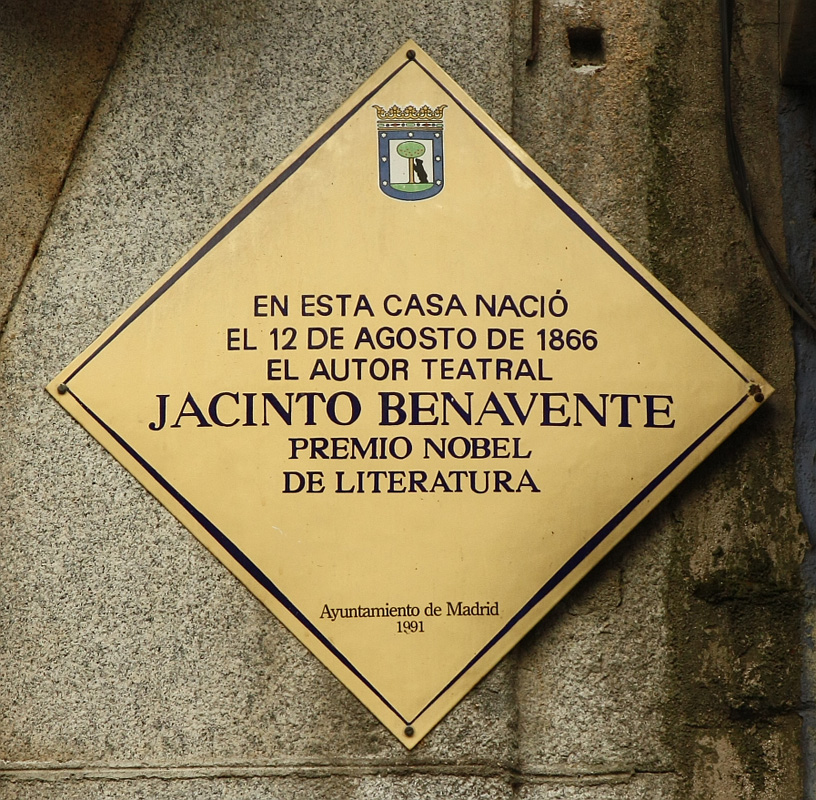 EN ESTA CASA NACIÓ
EL 12 DE AGOSTO DE 1866
EL AUTOR TEATRAL
JACINTO BENAVENTE
PREMIO NOBEL
DE LITERATURA
Ayuntamiento de Madrid
1991